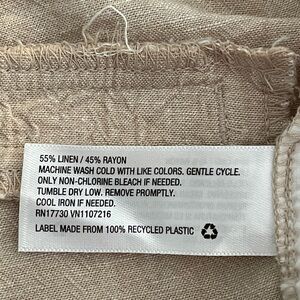 55% LINEN / 45% RAYON
MACHINE WASH COLD WITH LIKE COLORS. GENTLE CYCLE.
ONLY NON-CHLORINE BLEACH IF NEEDED.
TUMBLE DRY LOW. REMOVE PROMPTLY.
COOL IRON IF NEEDED.
RN17730 VN1107216
LABEL MADE FROM 100% RECYCLED PLASTIC